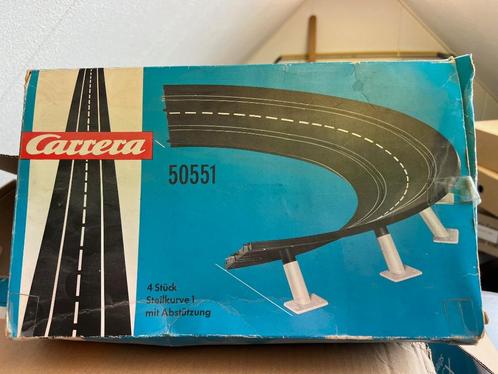 Carrera
50551
4 Stück
Steilkurve 1
mit Abstützung